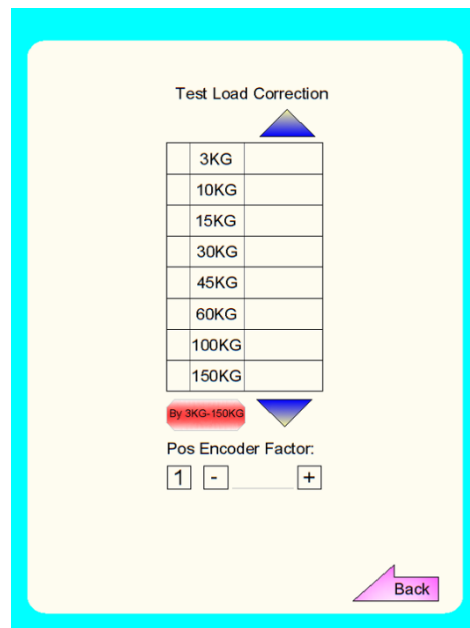 Test Load Correction
3KG
10KG
15KG
30KG
45KG
60KG
100KG
150KG
By 3KG-150KG
Pos Encoder Factor:
1 - +
Back